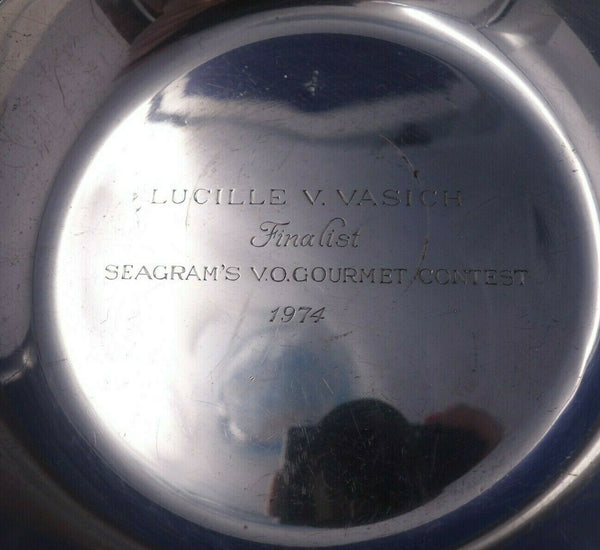 LUCILLE V. VASICH
Finalist
SEAGRAM'S V.O. GOURMET CONTEST
1974